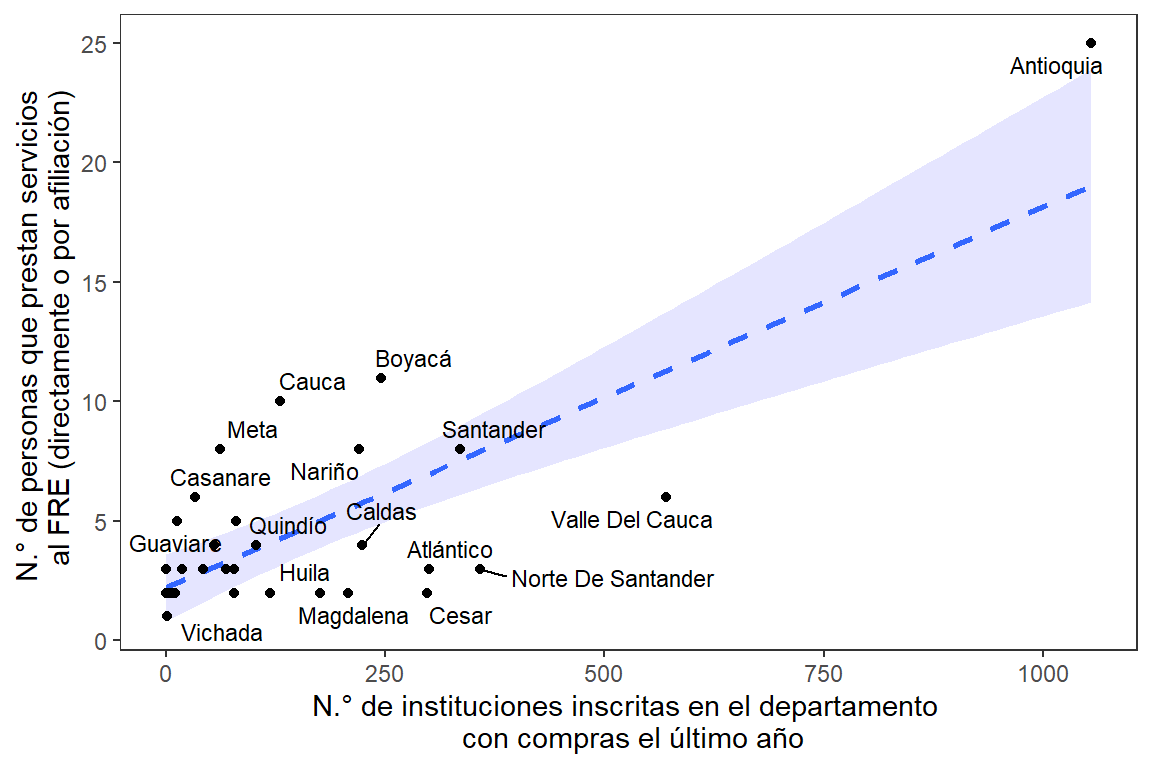 N.° de personas que prestan servicios
al FRE (directamente o por afiliación)
25
20
15
10
5
0
Antioquia
Boyacá
Cauca
Meta
Santander
Nariño
Casanare
Caldas
Quindío
Valle Del Cauca
Guaviare
Atlántico
Huila
Norte De Santander
Magdalena
Cesar
Vichada
0
250
500
750
1000
N.° de instituciones inscritas en el departamento
con compras el último año